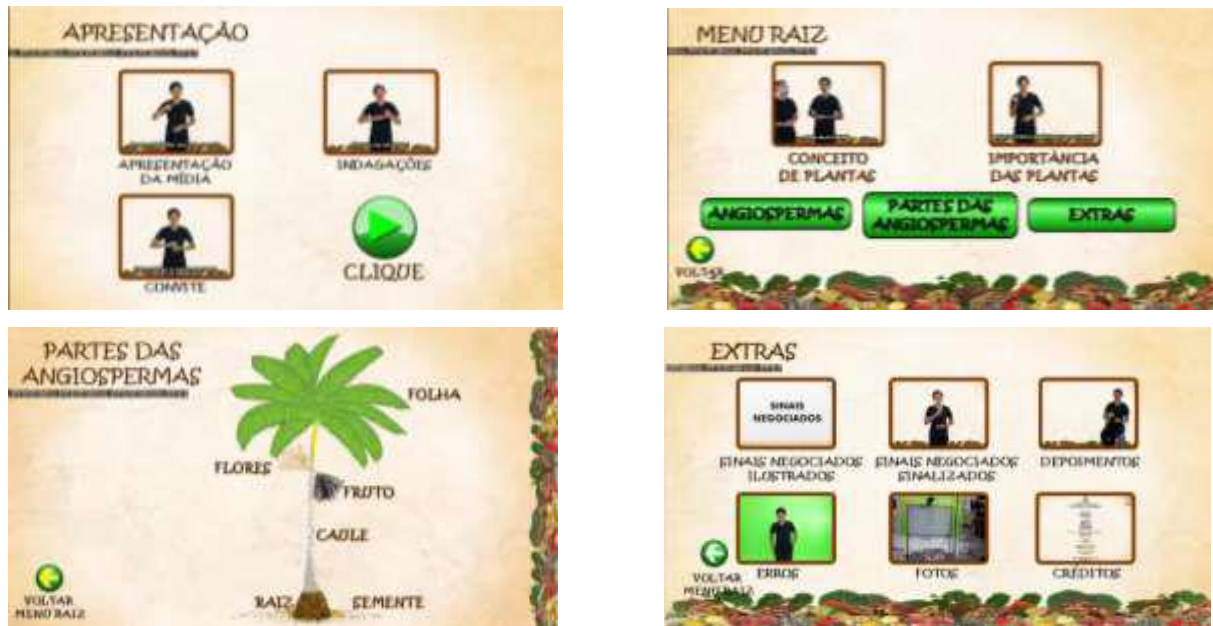 APRESENTAÇÃO
APRESENTAÇÃO
DA MÍDIA
INDAGAÇÕES
CONVITE
CLIQUE
MENU RAIZ
CONCEITO
DE PLANTAS
IMPORTÂNCIA
DAS PLANTAS
ANGIOSPERMAS
PARTES DAS
ANGIOSPERMAS
EXTRAS
VOLTAR
PARTES DAS
ANGIOSPERMAS
FOLHA
FLORES
FRUTO
CAULE
RAIZ
SEMENTE
VOLTAR
MENU RAIZ
EXTRAS
SINAIS
NEGOCIADOS
SINAIS NEGOCIADOS
ILUSTRADOS
SINAIS NEGOCIADOS
SINALIZADOS
DEPOIMENTOS
ERROS
FOTOS
CRÉDITOS
VOLTAR
MENU RAIZ